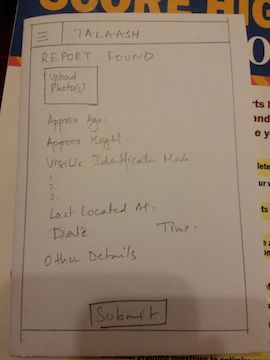 SCORE HIG
TALAASH
REPORT FOUND
Upload
Photo(s)
Approx Age:
Approx Height
Visible Identification Mark
1.
2.
3.
Last Located At:
Date: Time:
Other Details
Submit